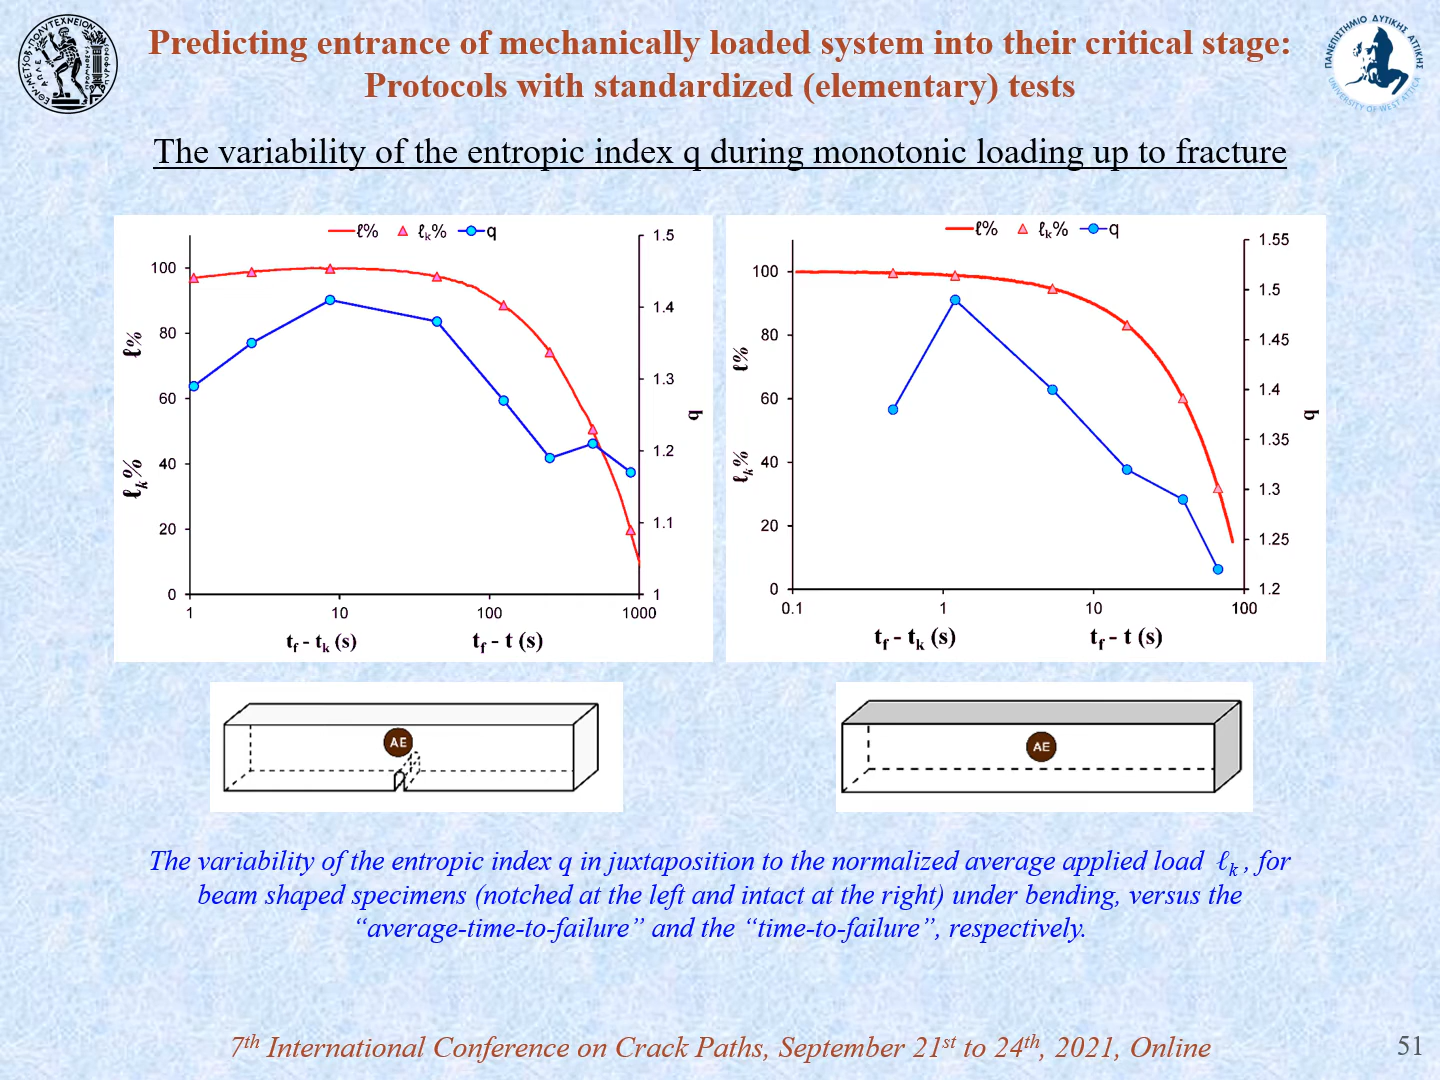 Predicting entrance of mechanically loaded system into their critical stage:
Protocols with standardized (elementary) tests
ΠΑΝΕΠΙΣΤΗΜΙΟ ΔΥΤΙΚΗΣ ΑΤΤΙΚΗΣ
UNIVERSITY OF WEST ATTICA
The variability of the entropic index q during monotonic loading up to fracture
ℓ% ℓk% q
100
80
60
40
20
0
ℓk% ℓ%
1.5
1.4
1.3
1.2
1.1
1
q
1 10 100 1000
tf - tk (s) tf - t (s)
ℓ% ℓk% q
100
80
60
40
20
0
ℓk% ℓ%
1.55
1.5
1.45
1.4
1.35
1.3
1.25
1.2
q
0.1 1 10 100
tf - tk (s) tf - t (s)
AE
AE
The variability of the entropic index q in juxtaposition to the normalized average applied load ℓk , for
beam shaped specimens (notched at the left and intact at the right) under bending, versus the
“average-time-to-failure” and the “time-to-failure”, respectively.
7th International Conference on Crack Paths, September 21st to 24th, 2021, Online
51